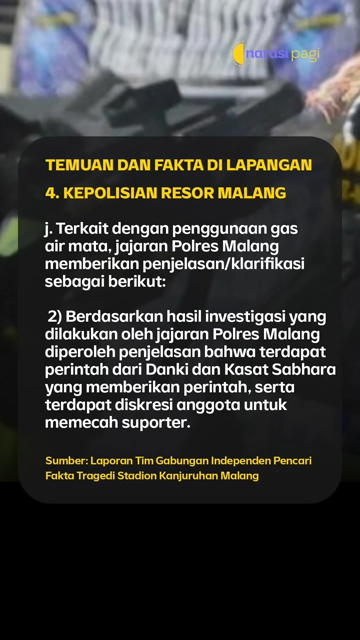 narasi pagi
TEMUAN DAN FAKTA DI LAPANGAN
4. KEPOLISIAN RESOR MALANG
j. Terkait dengan penggunaan gas
air mata, jajaran Polres Malang
memberikan penjelasan/klarifikasi
sebagai berikut:
2) Berdasarkan hasil investigasi yang
dilakukan oleh jajaran Polres Malang
diperoleh penjelasan bahwa terdapat
perintah dari Danki dan Kasat Sabhara
yang memberikan perintah, serta
terdapat diskresi anggota untuk
memecah suporter.
Sumber: Laporan Tim Gabungan Independen Pencari
Fakta Tragedi Stadion Kanjuruhan Malang